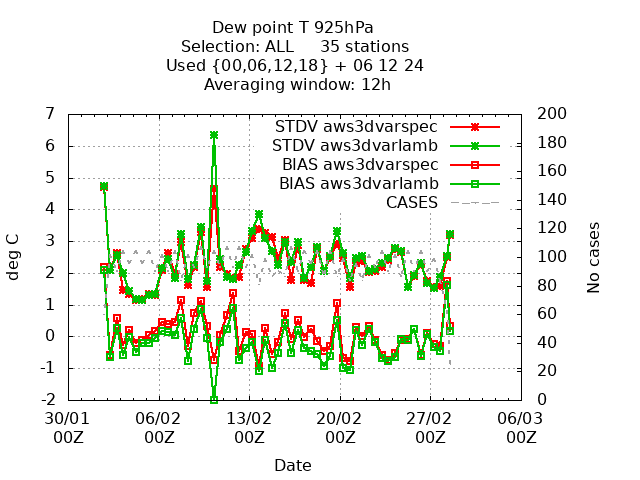 Dew point T 925hPa
Selection: ALL     35 stations
Used {00,06,12,18} + 06 12 24
Averaging window: 12h
STDV aws3dvarspec
STDV aws3dvarlamb
BIAS aws3dvarspec
BIAS aws3dvarlamb
CASES
deg C
7
6
5
4
3
2
1
0
-1
-2
No cases
200
180
160
140
120
100
80
60
40
20
0
30/01 06/02 13/02 20/02 27/02 06/03
00Z 00Z 00Z 00Z 00Z 00Z
Date